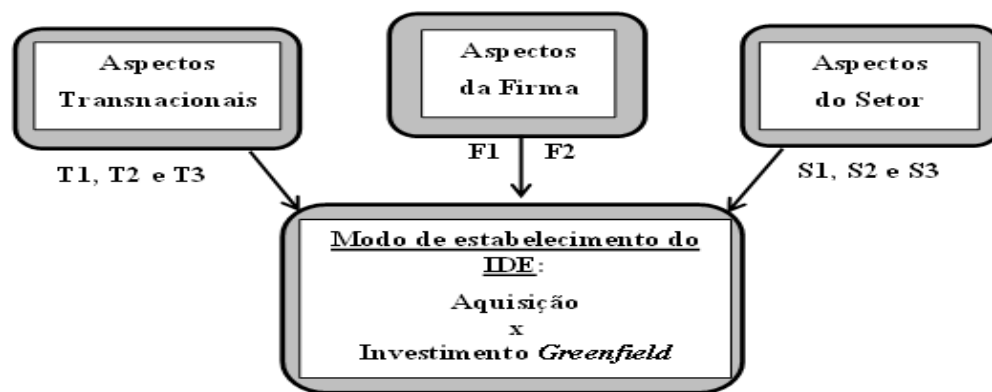 Aspectos
Transnacionais
Aspectos
da Firma
Aspectos
do Setor
T1, T2 e T3
F1
F2
S1, S2 e S3
Modo de estabelecimento do
IDE:
Aquisição
x
Investimento Greenfield